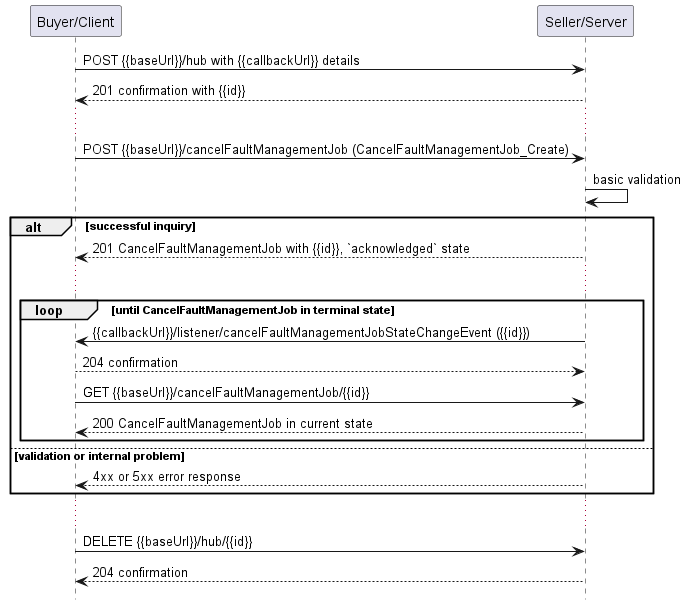 Buyer/Client
Seller/Server
POST {{baseUrl}}/hub with {{callbackUrl}} details
201 confirmation with {{id}}
POST {{baseUrl}}/cancelFaultManagementJob (CancelFaultManagementJob_Create)
basic validation
alt [successful inquiry]
201 CancelFaultManagementJob with {{id}}, `acknowledged` state
loop [until CancelFaultManagementJob in terminal state]
{{callbackUrl}}/listener/cancelFaultManagementJobStateChangeEvent ({{id}})
204 confirmation
GET {{baseUrl}}/cancelFaultManagementJob/{{id}}
200 CancelFaultManagementJob in current state
[validation or internal problem]
4xx or 5xx error response
DELETE {{baseUrl}}/hub/{{id}}
204 confirmation